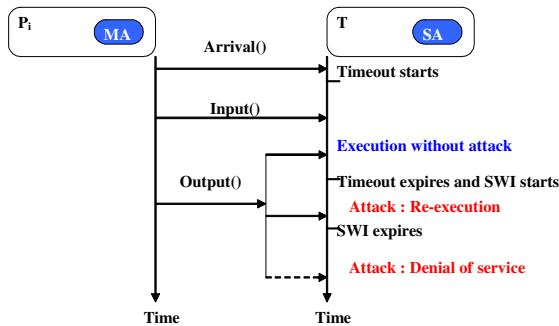 Pi
MA
T
SA
Arrival()
Timeout starts
Input()
Execution without attack
Output()
Timeout expires and SWI starts
Attack : Re-execution
SWI expires
Attack : Denial of service
Time
Time